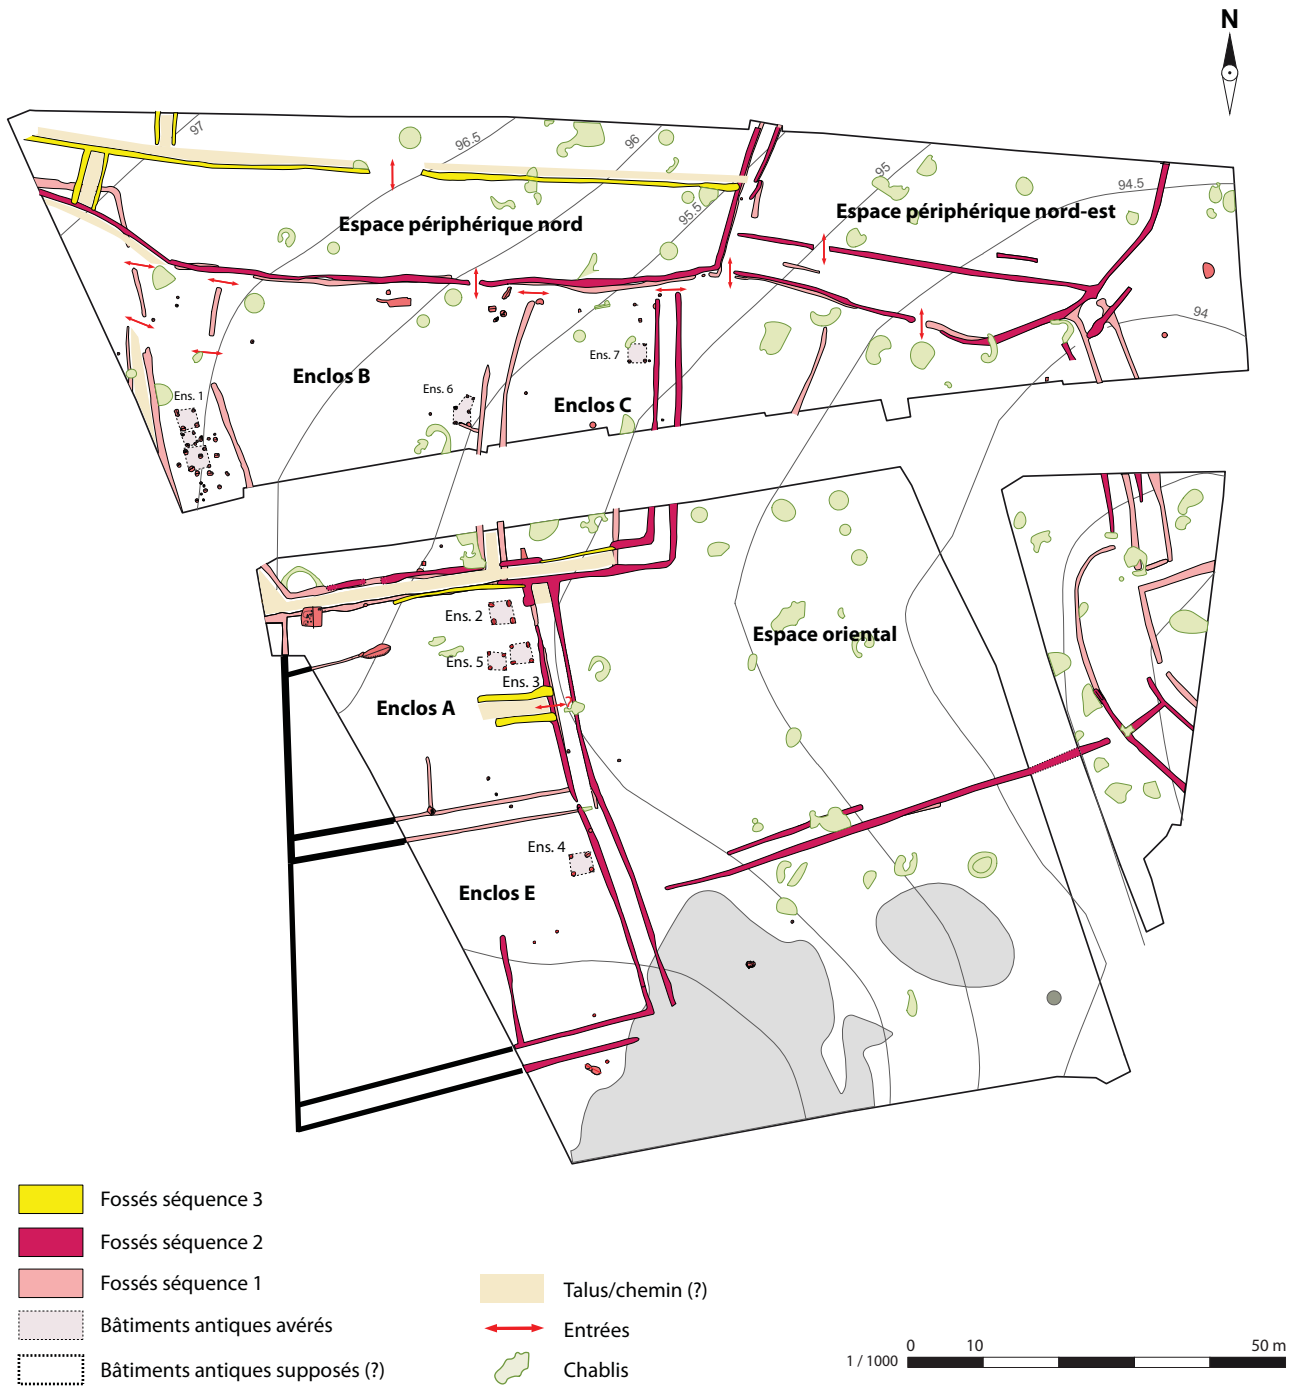 N
97
96.5
96
95
94.5
95.5
94
Espace périphérique nord
Espace périphérique nord-est
Ens. 7
Enclos B
Ens. 1
Ens. 6
Enclos C
Ens. 2
Espace oriental
Ens. 5
Ens. 3
?
Enclos A
Ens. 4
Enclos E
Fossés séquence 3
Fossés séquence 2
Fossés séquence 1
Bâtiments antiques avérés
Bâtiments antiques supposés (?)
Talus/chemin (?)
Entrées
Chablis
0 10 50 m
1 / 1000